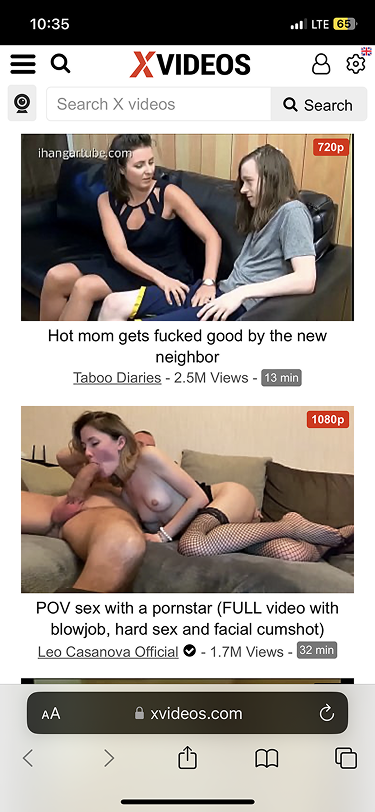 10:35
LTE 65
XVIDEOS
Search X videos
Search
ihangartube.com
720p
Hot mom gets fucked good by the new
neighbor
Taboo Diaries - 2.5M Views - 13 min
1080p
POV sex with a pornstar (FULL video with
blowjob, hard sex and facial cumshot)
Leo Casanova Official - 1.7M Views - 32 min
AA xvideos.com